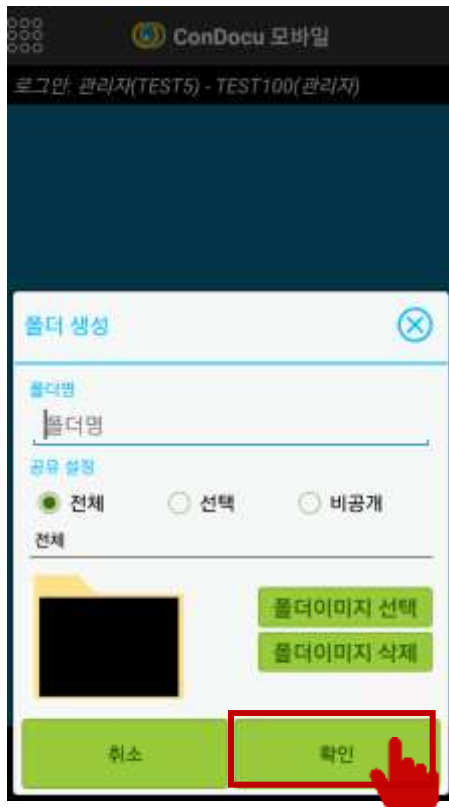 ConDocu 모바일
로그인: 관리자(TEST5) - TEST100(관리자)
폴더 생성
폴더명
폴더명
공유 설정
전체 선택 비공개
전체
폴더이미지 선택
폴더이미지 삭제
취소 확인